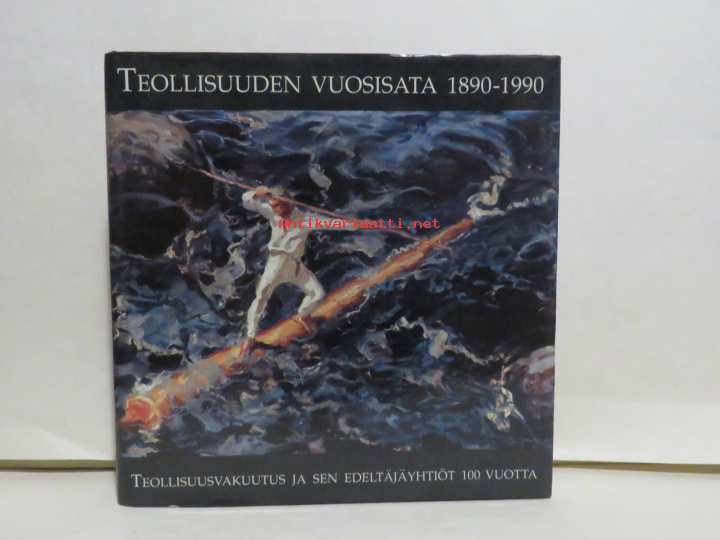 TEOLLISUUDEN VUOSISATA 1890-1990
Antikvariaatti.net
TEOLLISUUSVAKUUTUS JA SEN EDELTÄJÄYHTIÖT 100 VUOTTA